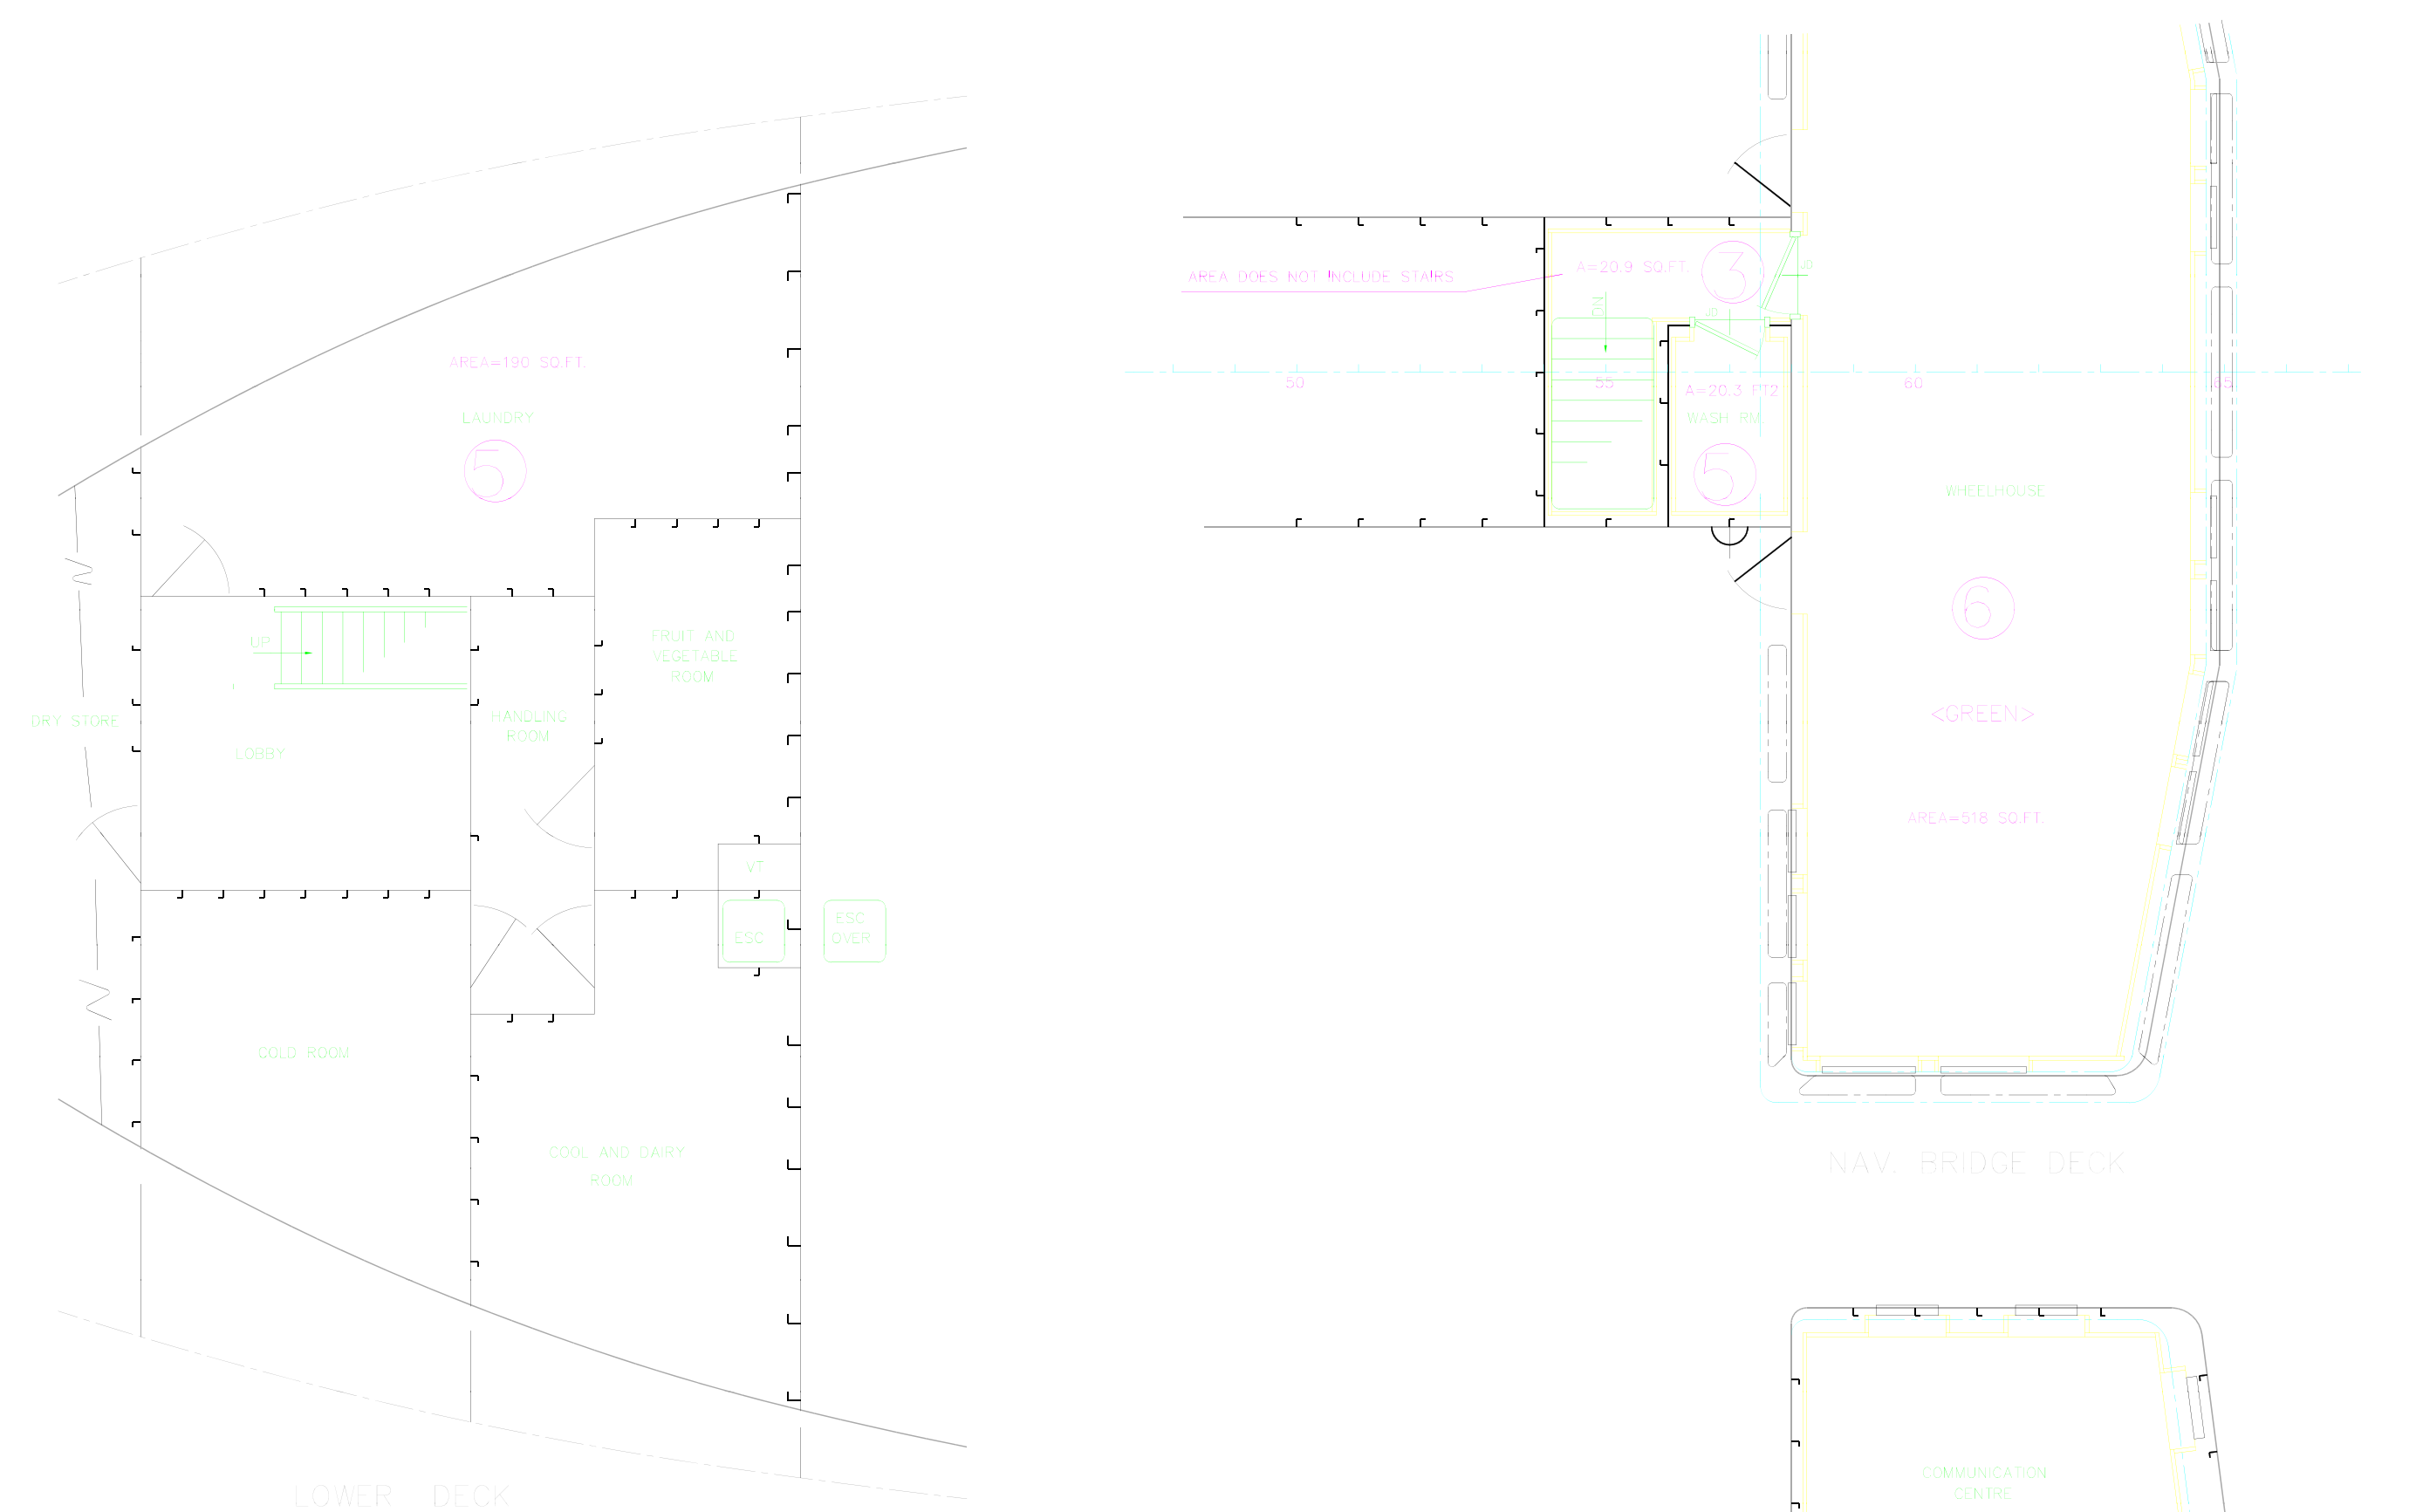 AREA=190 SQ.FT.
LAUNDRY
5
FRUIT AND
VEGETABLE
ROOM
UP
HANDLING
ROOM
W
DRY STORE
LOBBY
VT
ESC
ESC
OVER
W
COLD ROOM
COOL AND DAIRY
ROOM
LOWER DECK
AREA DOES NOT INCLUDE STAIRS
A=20.9 SQ.FT.
3
JD
DN
JD
50
55
60
65
A=20.3 FT2
WASH RM
5
WHEELHOUSE
6
<GREEN>
AREA=518 SQ.FT.
NAV. BRIDGE DECK
COMMUNICATION
CENTRE